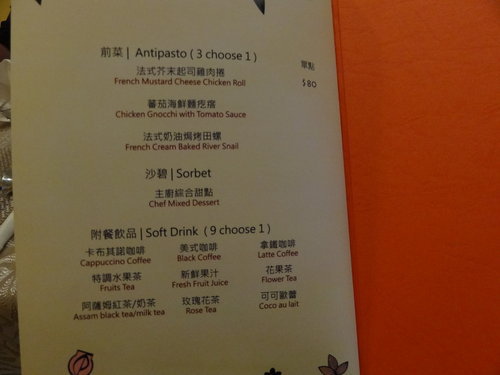 前菜 | Antipasto ( 3 choose 1 )
單點
法式芥末起司雞肉捲
French Mustard Cheese Chicken Roll
$80
蕃茄海鮮麵疙瘩
Chicken Gnocchi with Tomato Sauce
法式奶油焗烤田螺
French Cream Baked River Snail
沙碧 | Sorbet
主廚綜合甜點
Chef Mixed Dessert
附餐飲品 | Soft Drink ( 9 choose 1 )
卡布其諾咖啡 美式咖啡 拿鐵咖啡
Cappuccino Coffee Black Coffee Latte Coffee
特調水果茶 新鮮果汁 花果茶
Fruits Tea Fresh Fruit Juice Flower Tea
阿薩姆紅茶/奶茶 玫瑰花茶 可可歐蕾
Assam black tea/milk tea Rose Tea Coco au lait